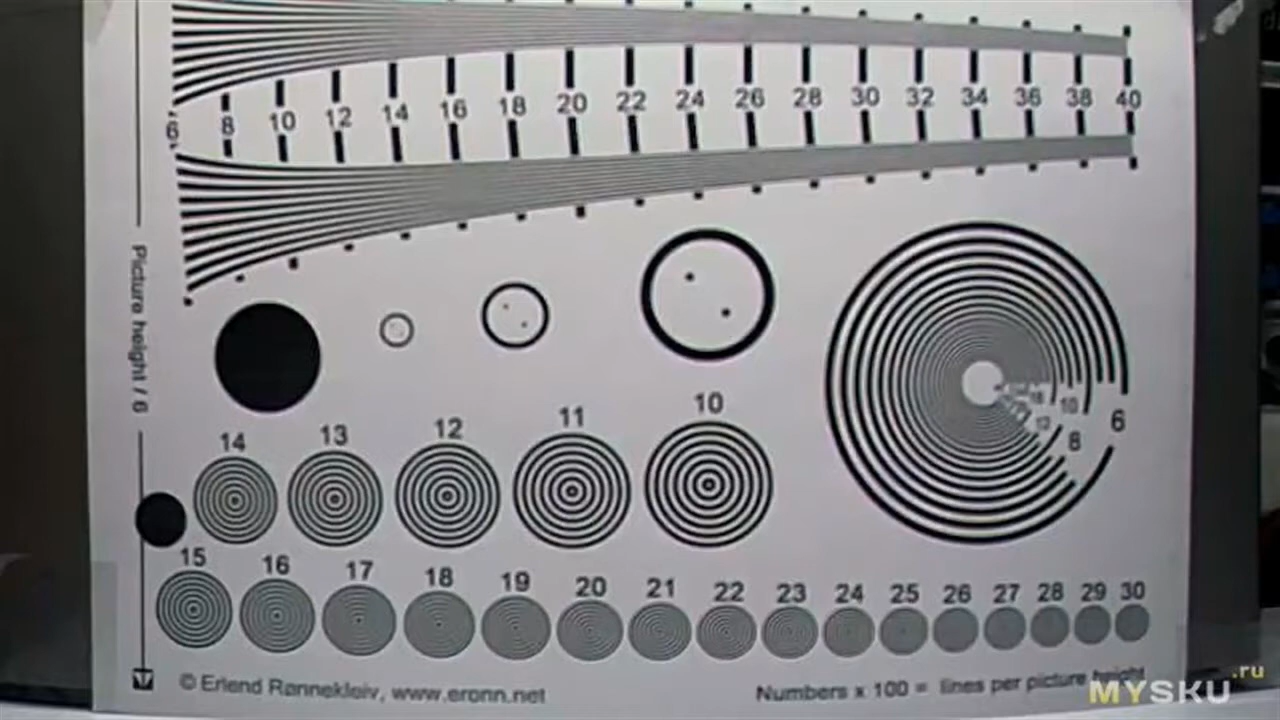 6 8 10 12 14 16 18 20 22 24 26 28 30 32 34 36 38 40
Picture height / 6
10
8
6
14 13 12 11 10
15 16 17 18 19 20 21 22 23 24 25 26 27 28 29 30
© Erlend Rønnekleiv, www.eronn.net
Numbers x 100 = lines per picture height
MYSKU.ru